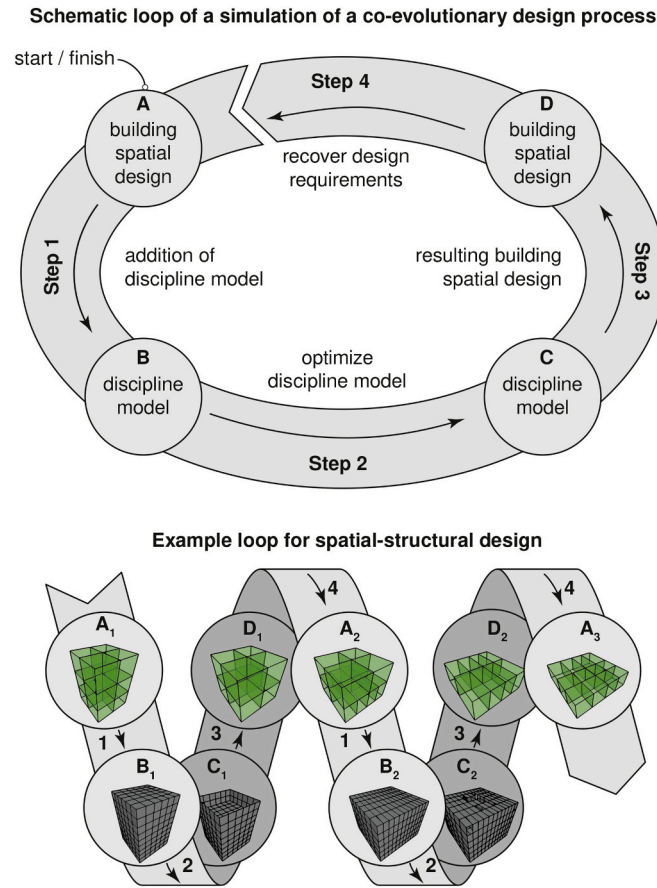 Schematic loop of a simulation of a co-evolutionary design process
start / finish
Step 4
A
building
spatial
design
D
building
spatial
design
recover design
requirements
Step 1
addition of
discipline model
resulting building
spatial design
Step 3
B
discipline
model
optimize
discipline model
C
discipline
model
Step 2
Example loop for spatial-structural design
4
4
A1
D1
A2
D2
A3
1
3
1
3
B1
C1
B2
C2
2
2